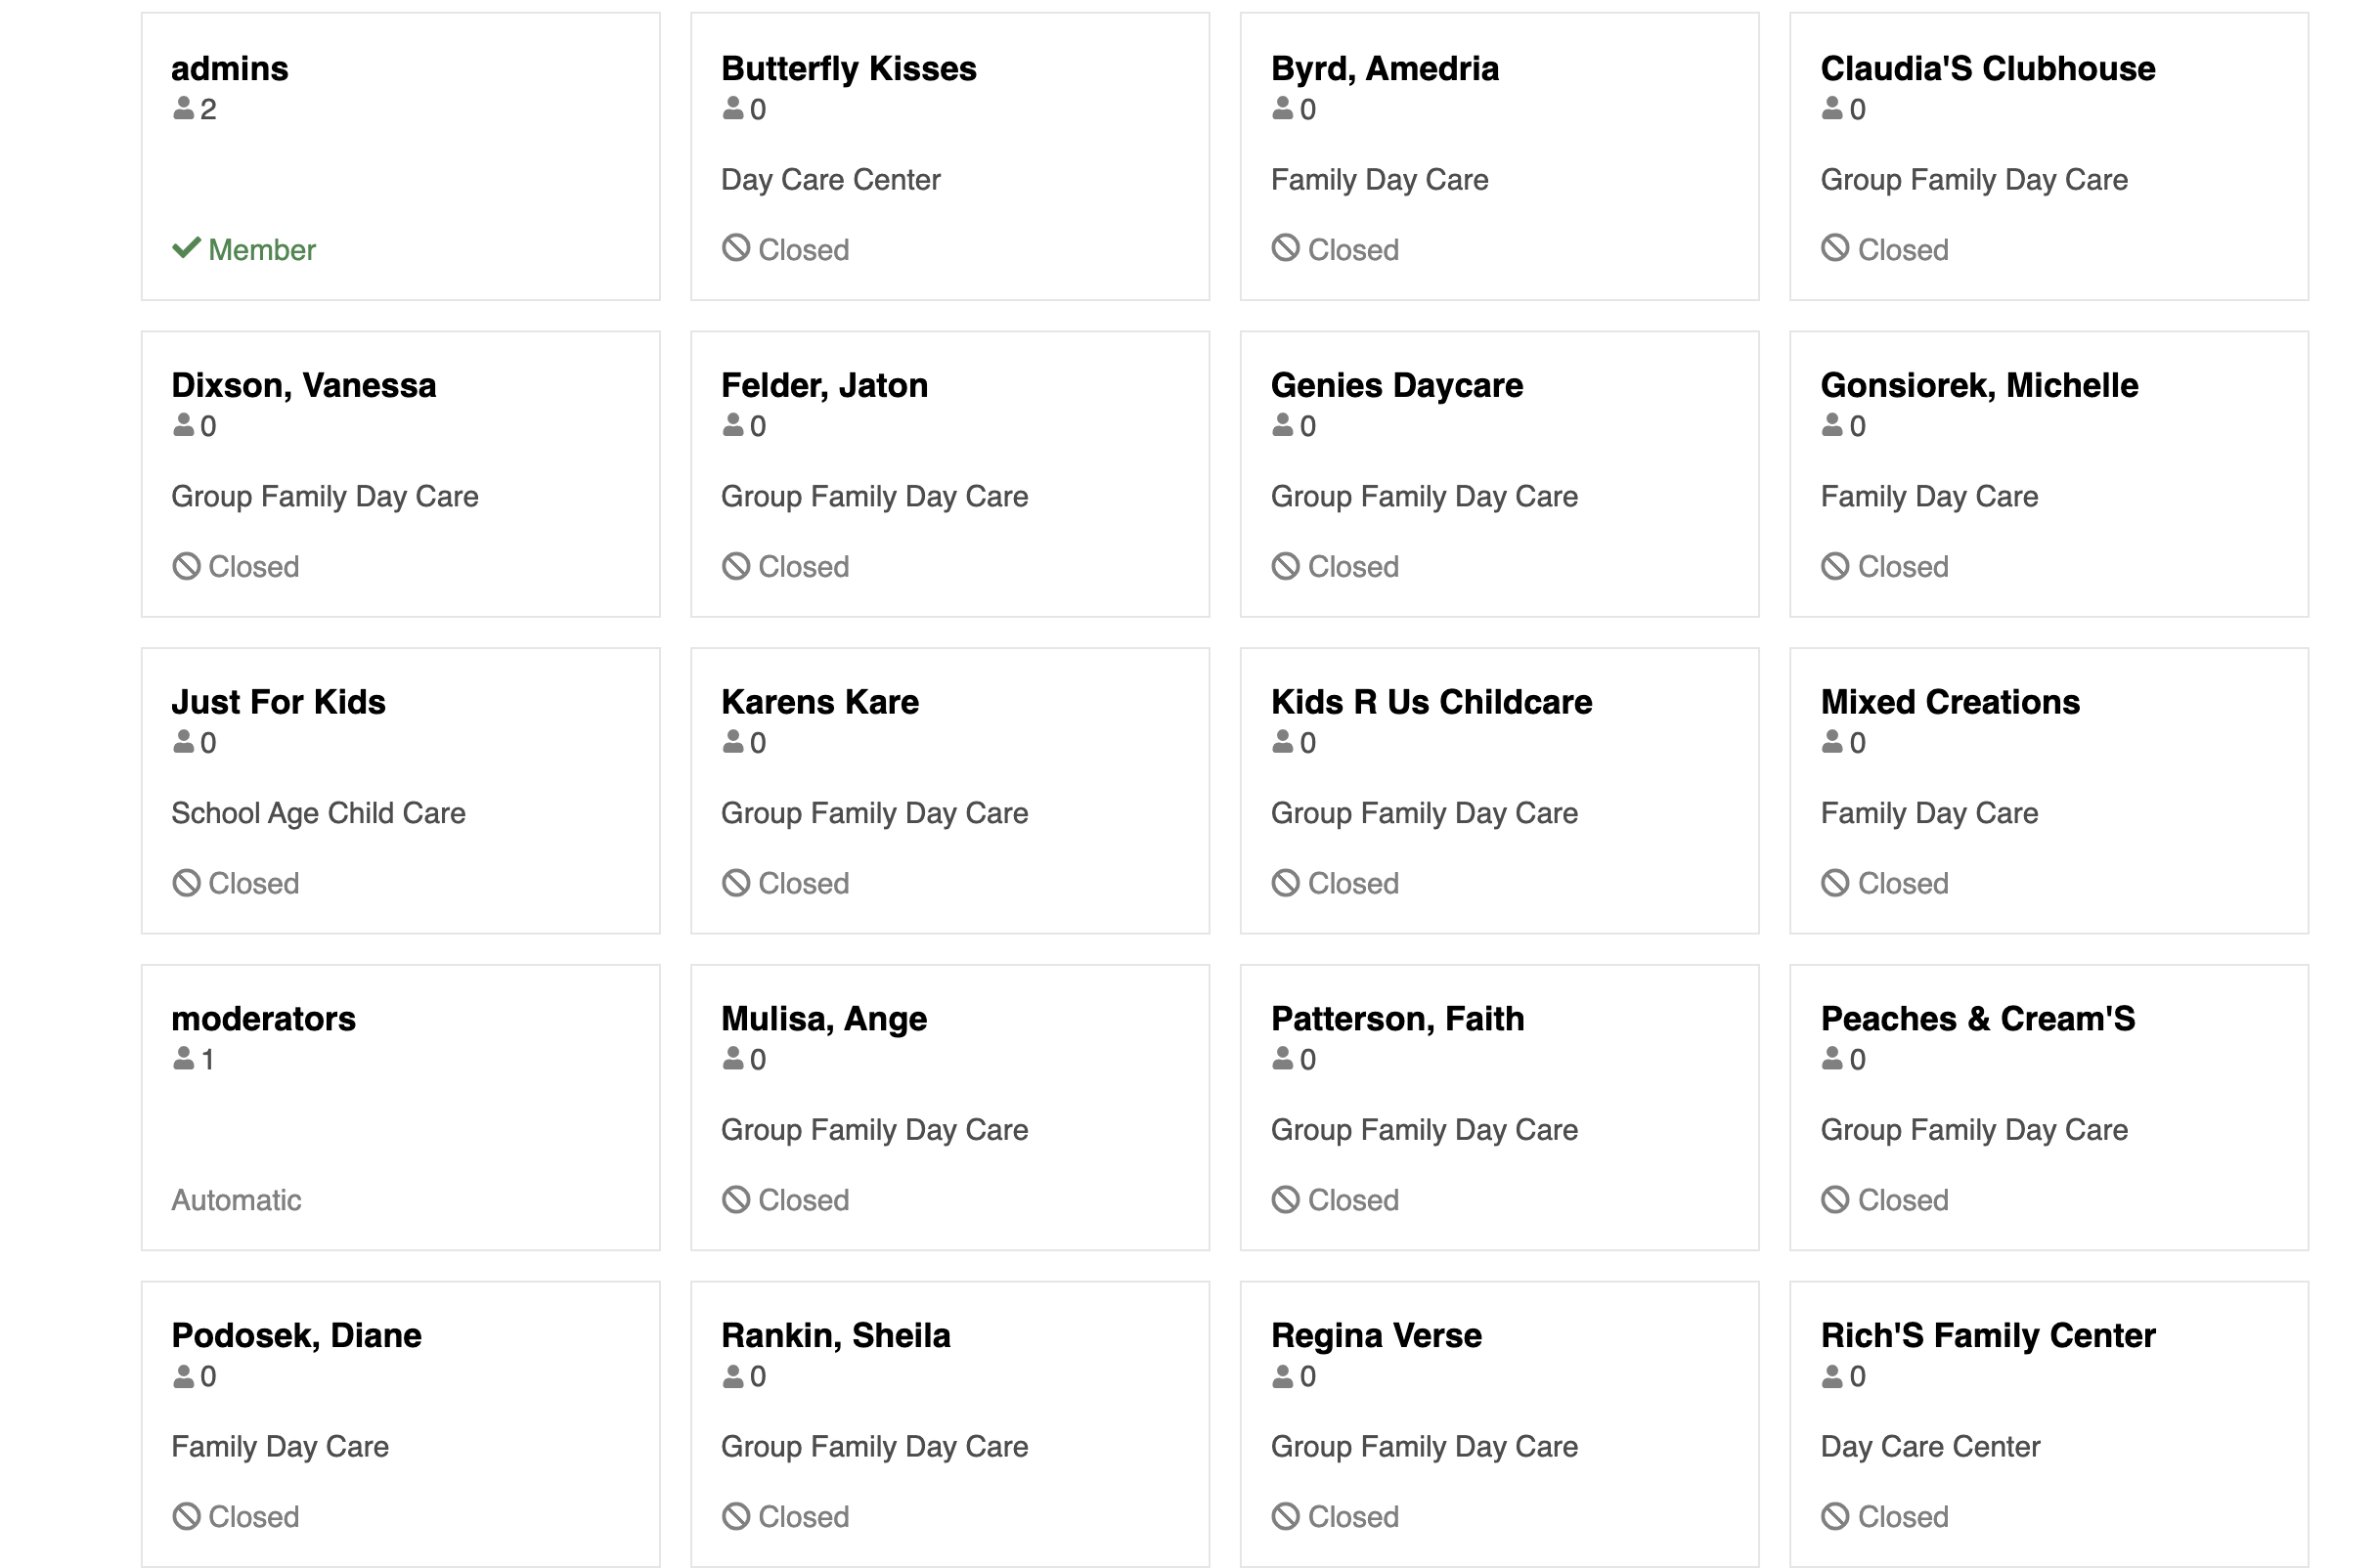 admins
2
Member
Butterfly Kisses
0
Day Care Center
Closed
Byrd, Amedria
0
Family Day Care
Closed
Claudia'S Clubhouse
0
Group Family Day Care
Closed
Dixson, Vanessa
0
Group Family Day Care
Closed
Felder, Jaton
0
Group Family Day Care
Closed
Genies Daycare
0
Group Family Day Care
Closed
Gonsiorek, Michelle
0
Family Day Care
Closed
Just For Kids
0
School Age Child Care
Closed
Karens Kare
0
Group Family Day Care
Closed
Kids R Us Childcare
0
Group Family Day Care
Closed
Mixed Creations
0
Family Day Care
Closed
moderators
1
Automatic
Mulisa, Ange
0
Group Family Day Care
Closed
Patterson, Faith
0
Group Family Day Care
Closed
Peaches & Cream'S
0
Group Family Day Care
Closed
Podosek, Diane
0
Family Day Care
Closed
Rankin, Sheila
0
Group Family Day Care
Closed
Regina Verse
0
Group Family Day Care
Closed
Rich'S Family Center
0
Day Care Center
Closed